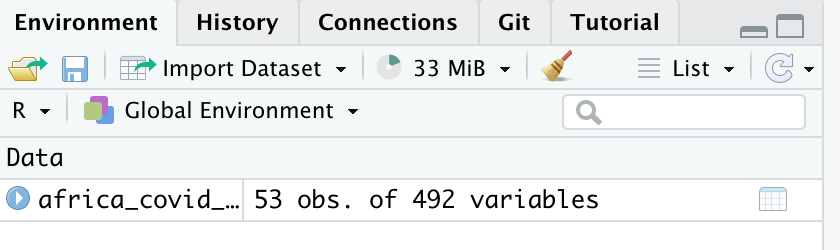 Environment History Connections Git Tutorial
Import Dataset 33 MiB List
R Global Environment
Data
africa_covid_… 53 obs. of 492 variables